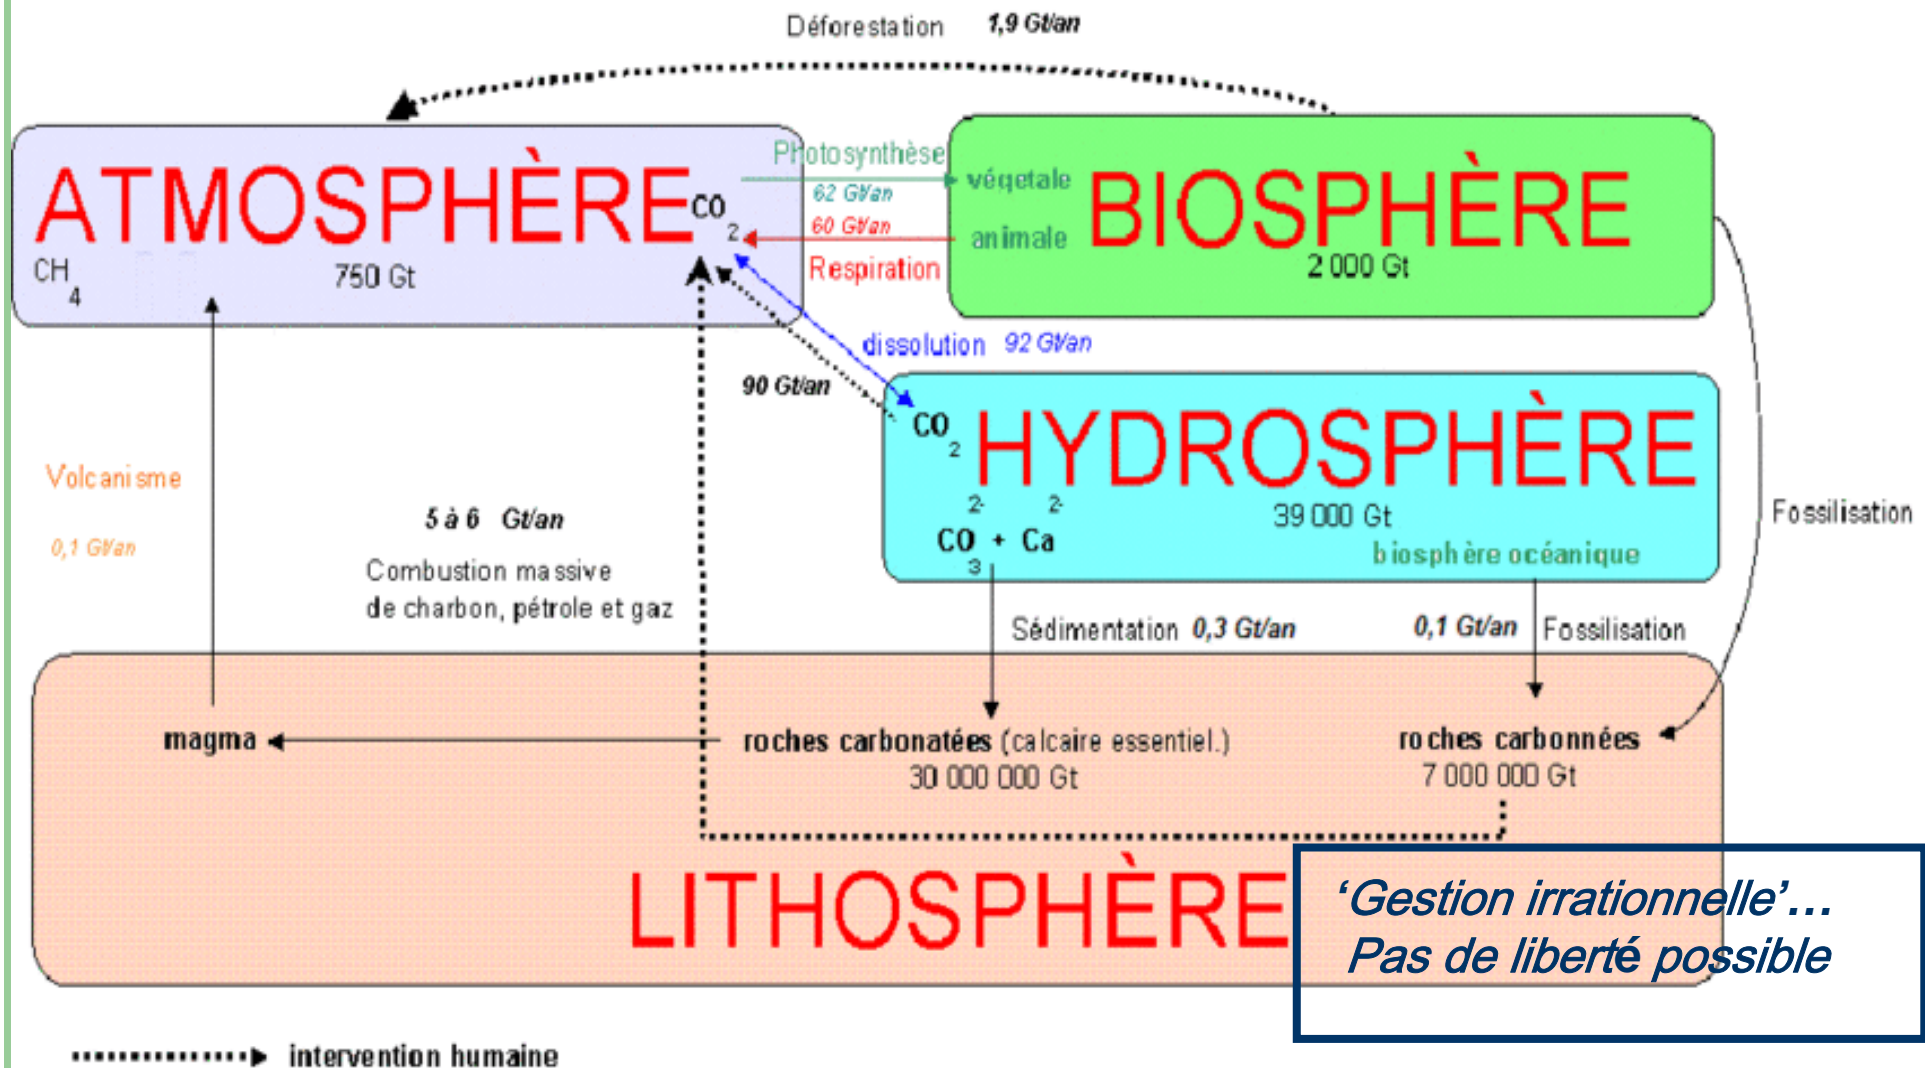 Déforestation 1,9 Gt/an
ATMOSPHÈRE
CO2
CH4
750 Gt
Photosynthèse
62 Gt/an
60 Gt/an
Respiration
végetale
animale
BIOSPHÈRE
2 000 Gt
dissolution 92 Gt/an
90 Gt/an
CO2
HYDROSPHÈRE
2- 2-
CO3 + Ca
39 000 Gt
biosphère océanique
Fossilisation
Volcanisme
0,1 Gt/an
5 à 6 Gt/an
Combustion massive
de charbon, pétrole et gaz
Sédimentation 0,3 Gt/an
0,1 Gt/an Fossilisation
magma
roches carbonatées (calcaire essentiel.)
30 000 000 Gt
roches carbonnées
7 000 000 Gt
LITHOSPHÈRE
‘Gestion irrationnelle’...
Pas de liberté possible
intervention humaine